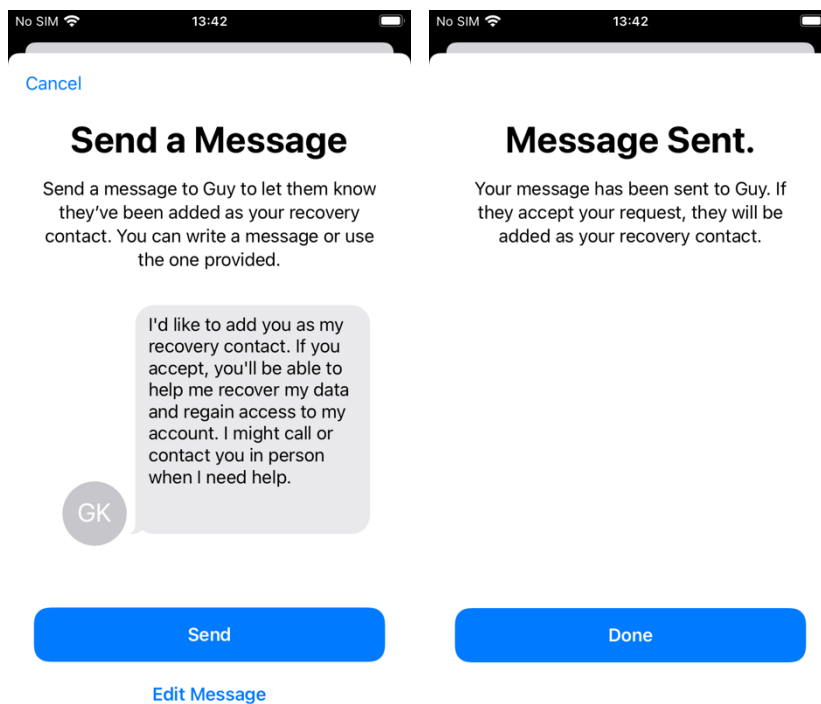 No SIM 13:42
Cancel
Send a Message
Send a message to Guy to let them know
they've been added as your recovery
contact. You can write a message or use
the one provided.
I'd like to add you as my
recovery contact. If you
accept, you'll be able to
help me recover my data
and regain access to my
account. I might call or
contact you in person
when I need help.
GK
Send
Edit Message
No SIM 13:42
Message Sent.
Your message has been sent to Guy. If
they accept your request, they will be
added as your recovery contact.
Done